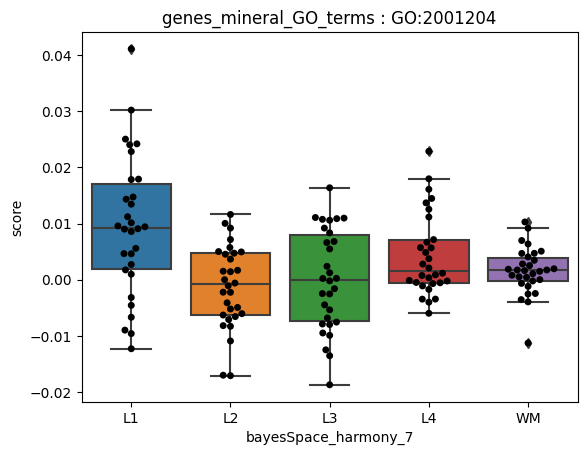 genes_mineral_GO_terms : GO:2001204
0.04
0.03
0.02
0.01
0.00
−0.01
−0.02
score
L1 L2 L3 L4 WM
bayesSpace_harmony_7